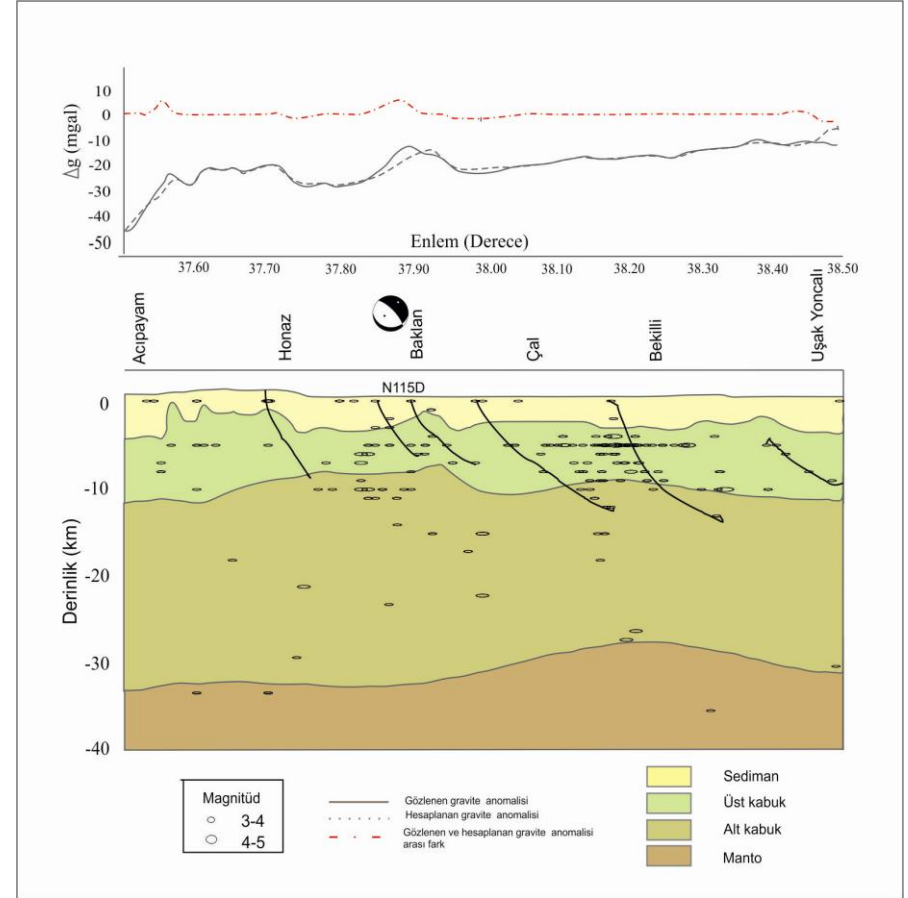 10
0
-10
-20
-30
-40
-50
Δg (mgal)
Enlem (Derece)
37.60 37.70 37.80 37.90 38.00 38.10 38.20 38.30 38.40 38.50
Acıpayam
Honaz
Baklan
Çal
Bekilli
Uşak Yoncalı
N115D
0
-10
-20
-30
-40
Derinlik (km)
Magnitüd
3-4
4-5
Gözlenen gravite anomalisi
Hesaplanan gravite anomalisi
Gözlenen ve hesaplanan gravite anomalisi
arası fark
Sediman
Üst kabuk
Alt kabuk
Manto